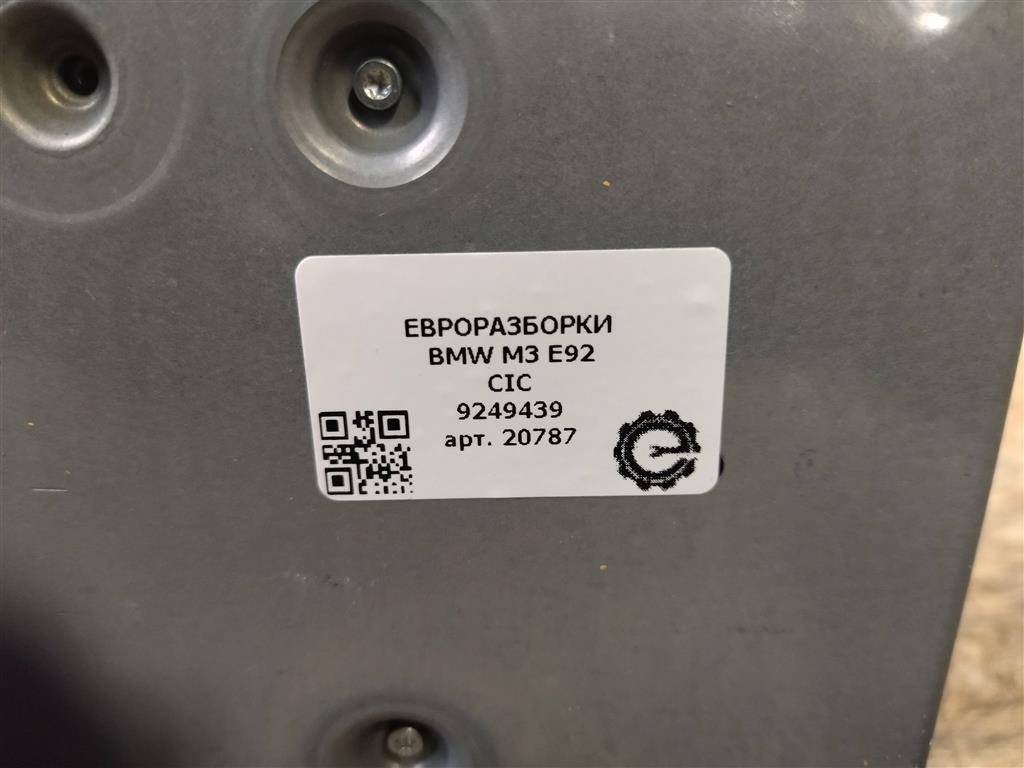 ЕВРОРАЗБОРКИ
BMW M3 E92
CIC
9249439
арт. 20787